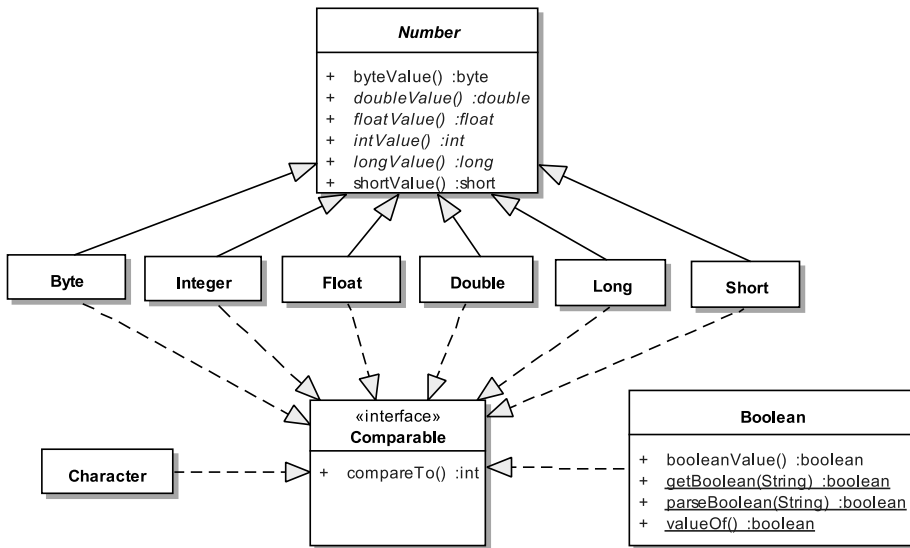 Number
+ byteValue() :byte
+ doubleValue() :double
+ floatValue() :float
+ intValue() :int
+ longValue() :long
+ shortValue() :short
Byte
Integer
Float
Double
Long
Short
«interface»
Comparable
+ compareTo() :int
Character
Boolean
+ booleanValue() :boolean
+ getBoolean(String) :boolean
+ parseBoolean(String) :boolean
+ valueOf() :boolean